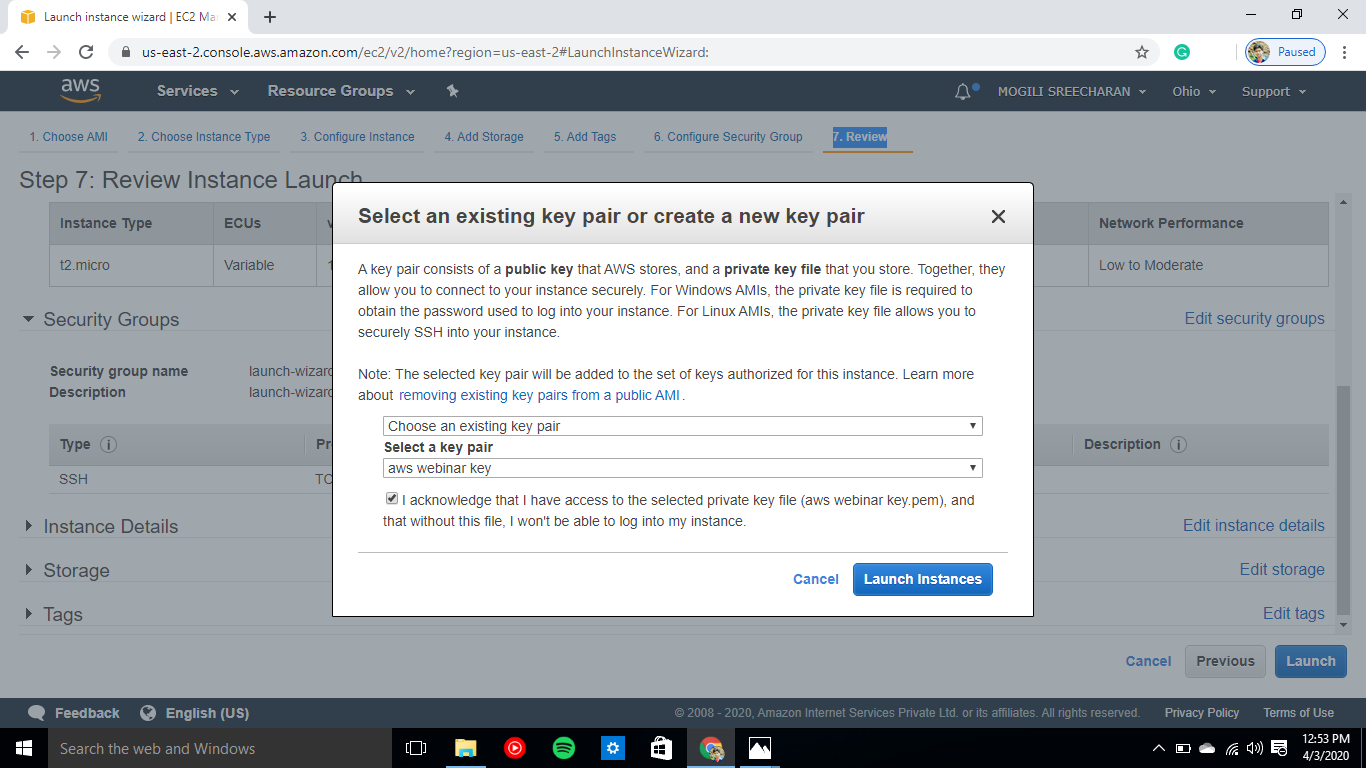 Launch instance wizard | EC2 Ma
us-east-2.console.aws.amazon.com/ec2/v2/home?region=us-east-2#LaunchInstanceWizard:
Paused
aws
Services
Resource Groups
MOGILI SREECHARAN
Ohio
Support
1. Choose AMI
2. Choose Instance Type
3. Configure Instance
4. Add Storage
5. Add Tags
6. Configure Security Group
7. Review
Step 7: Review Instance Launch
Instance Type
ECUs
Network Performance
t2.micro
Variable
Low to Moderate
Security Groups
Edit security groups
Security group name
launch-wizard
Description
launch-wizard
Type
Description
SSH
Instance Details
Edit instance details
Storage
Edit storage
Tags
Edit tags
Cancel
Previous
Launch
Select an existing key pair or create a new key pair
A key pair consists of a public key that AWS stores, and a private key file that you store. Together, they
allow you to connect to your instance securely. For Windows AMIs, the private key file is required to
obtain the password used to log into your instance. For Linux AMIs, the private key file allows you to
securely SSH into your instance.
Note: The selected key pair will be added to the set of keys authorized for this instance. Learn more
about removing existing key pairs from a public AMI .
Choose an existing key pair
Select a key pair
aws webinar key
I acknowledge that I have access to the selected private key file (aws webinar key.pem), and
that without this file, I won't be able to log into my instance.
Cancel
Launch Instances
Feedback
English (US)
© 2008 - 2020, Amazon Internet Services Private Ltd. or its affiliates. All rights reserved.
Privacy Policy
Terms of Use
Search the web and Windows
12:53 PM
4/3/2020